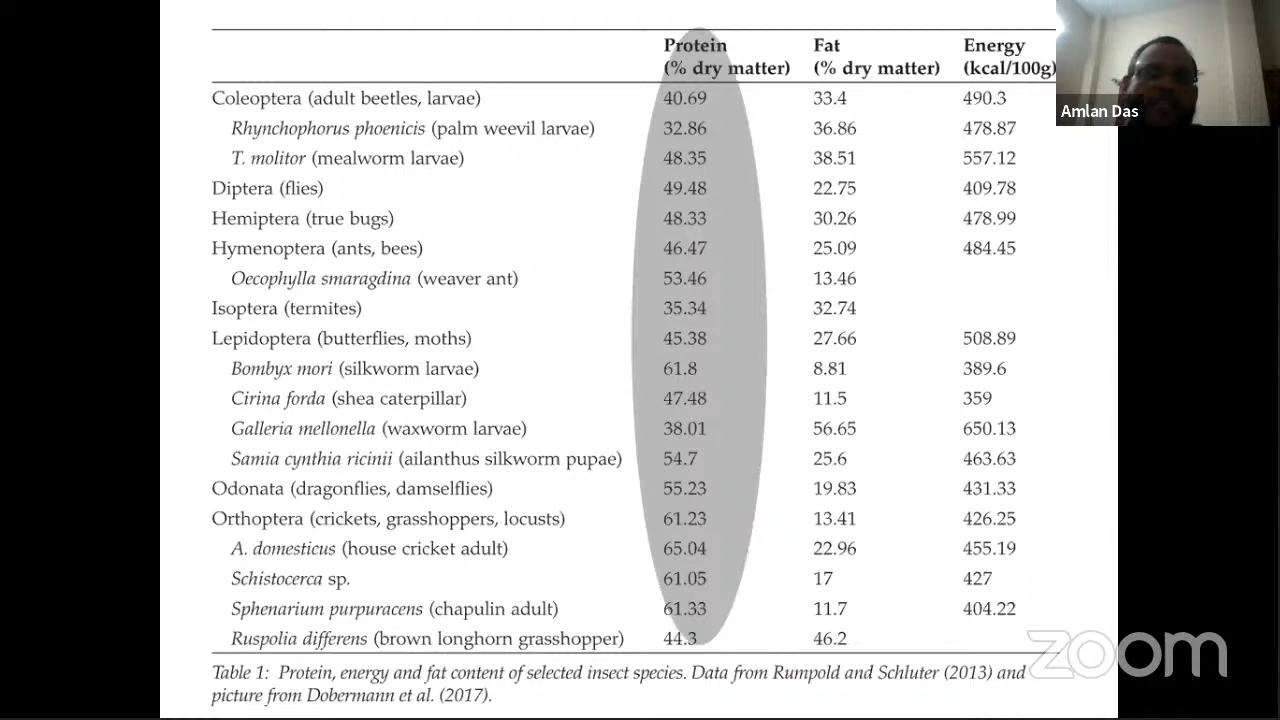 Protein Fat Energy
(% dry matter) (% dry matter) (kcal/100g)
Amlan Das
Coleoptera (adult beetles, larvae) 40.69 33.4 490.3
Rhynchophorus phoenicis (palm weevil larvae) 32.86 36.86 478.87
T. molitor (mealworm larvae) 48.35 38.51 557.12
Diptera (flies) 49.48 22.75 409.78
Hemiptera (true bugs) 48.33 30.26 478.99
Hymenoptera (ants, bees) 46.47 25.09 484.45
Oecophylla smaragdina (weaver ant) 53.46 13.46
Isoptera (termites) 35.34 32.74
Lepidoptera (butterflies, moths) 45.38 27.66 508.89
Bombyx mori (silkworm larvae) 61.8 8.81 389.6
Cirina forda (shea caterpillar) 47.48 11.5 359
Galleria mellonella (waxworm larvae) 38.01 56.65 650.13
Samia cynthia ricinii (ailanthus silkworm pupae) 54.7 25.6 463.63
Odonata (dragonflies, damselflies) 55.23 19.83 431.33
Orthoptera (crickets, grasshoppers, locusts) 61.23 13.41 426.25
A. domesticus (house cricket adult) 65.04 22.96 455.19
Schistocerca sp. 61.05 17 427
Sphenarium purpuracens (chapulin adult) 61.33 11.7 404.22
Ruspolia differens (brown longhorn grasshopper) 44.3 46.2
zoom
Table 1: Protein, energy and fat content of selected insect species. Data from Rumpold and Schluter (2013) and
picture from Dobermann et al. (2017).